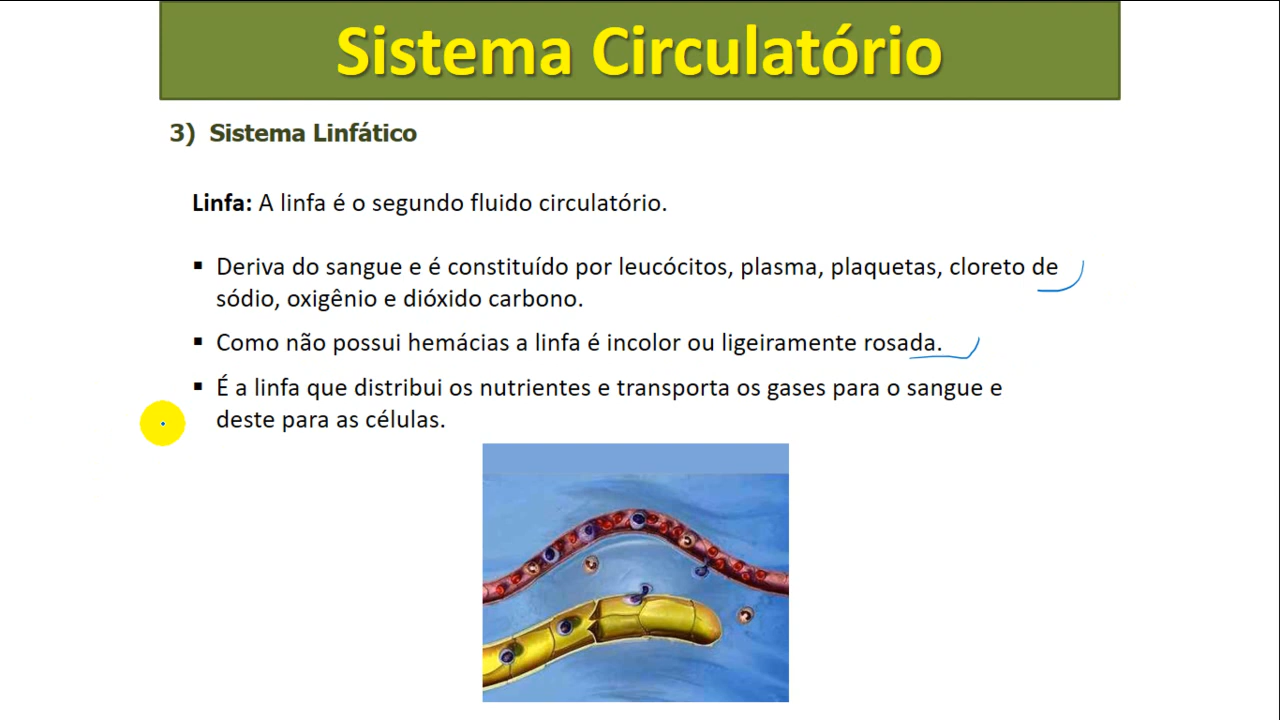 Sistema Circulatório
3) Sistema Linfático
Linfa: A linfa é o segundo fluido circulatório.
▪ Deriva do sangue e é constituído por leucócitos, plasma, plaquetas, cloreto de
sódio, oxigênio e dióxido carbono.
▪ Como não possui hemácias a linfa é incolor ou ligeiramente rosada.
▪ É a linfa que distribui os nutrientes e transporta os gases para o sangue e
deste para as células.